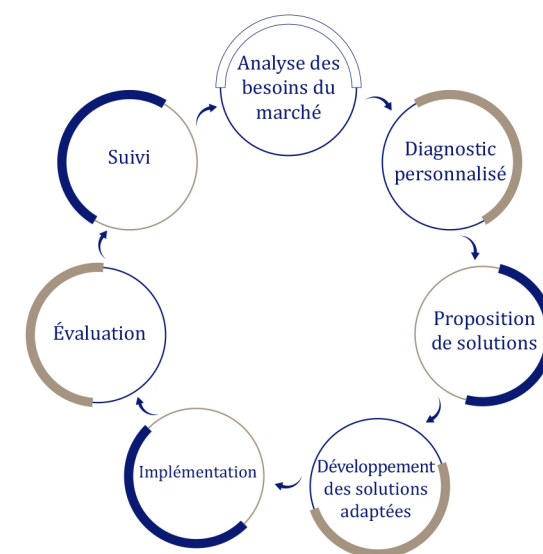 Analyse des
besoins du
marché
Diagnostic
personnalisé
Proposition
de solutions
Développement
des solutions
adaptées
Implémentation
Évaluation
Suivi